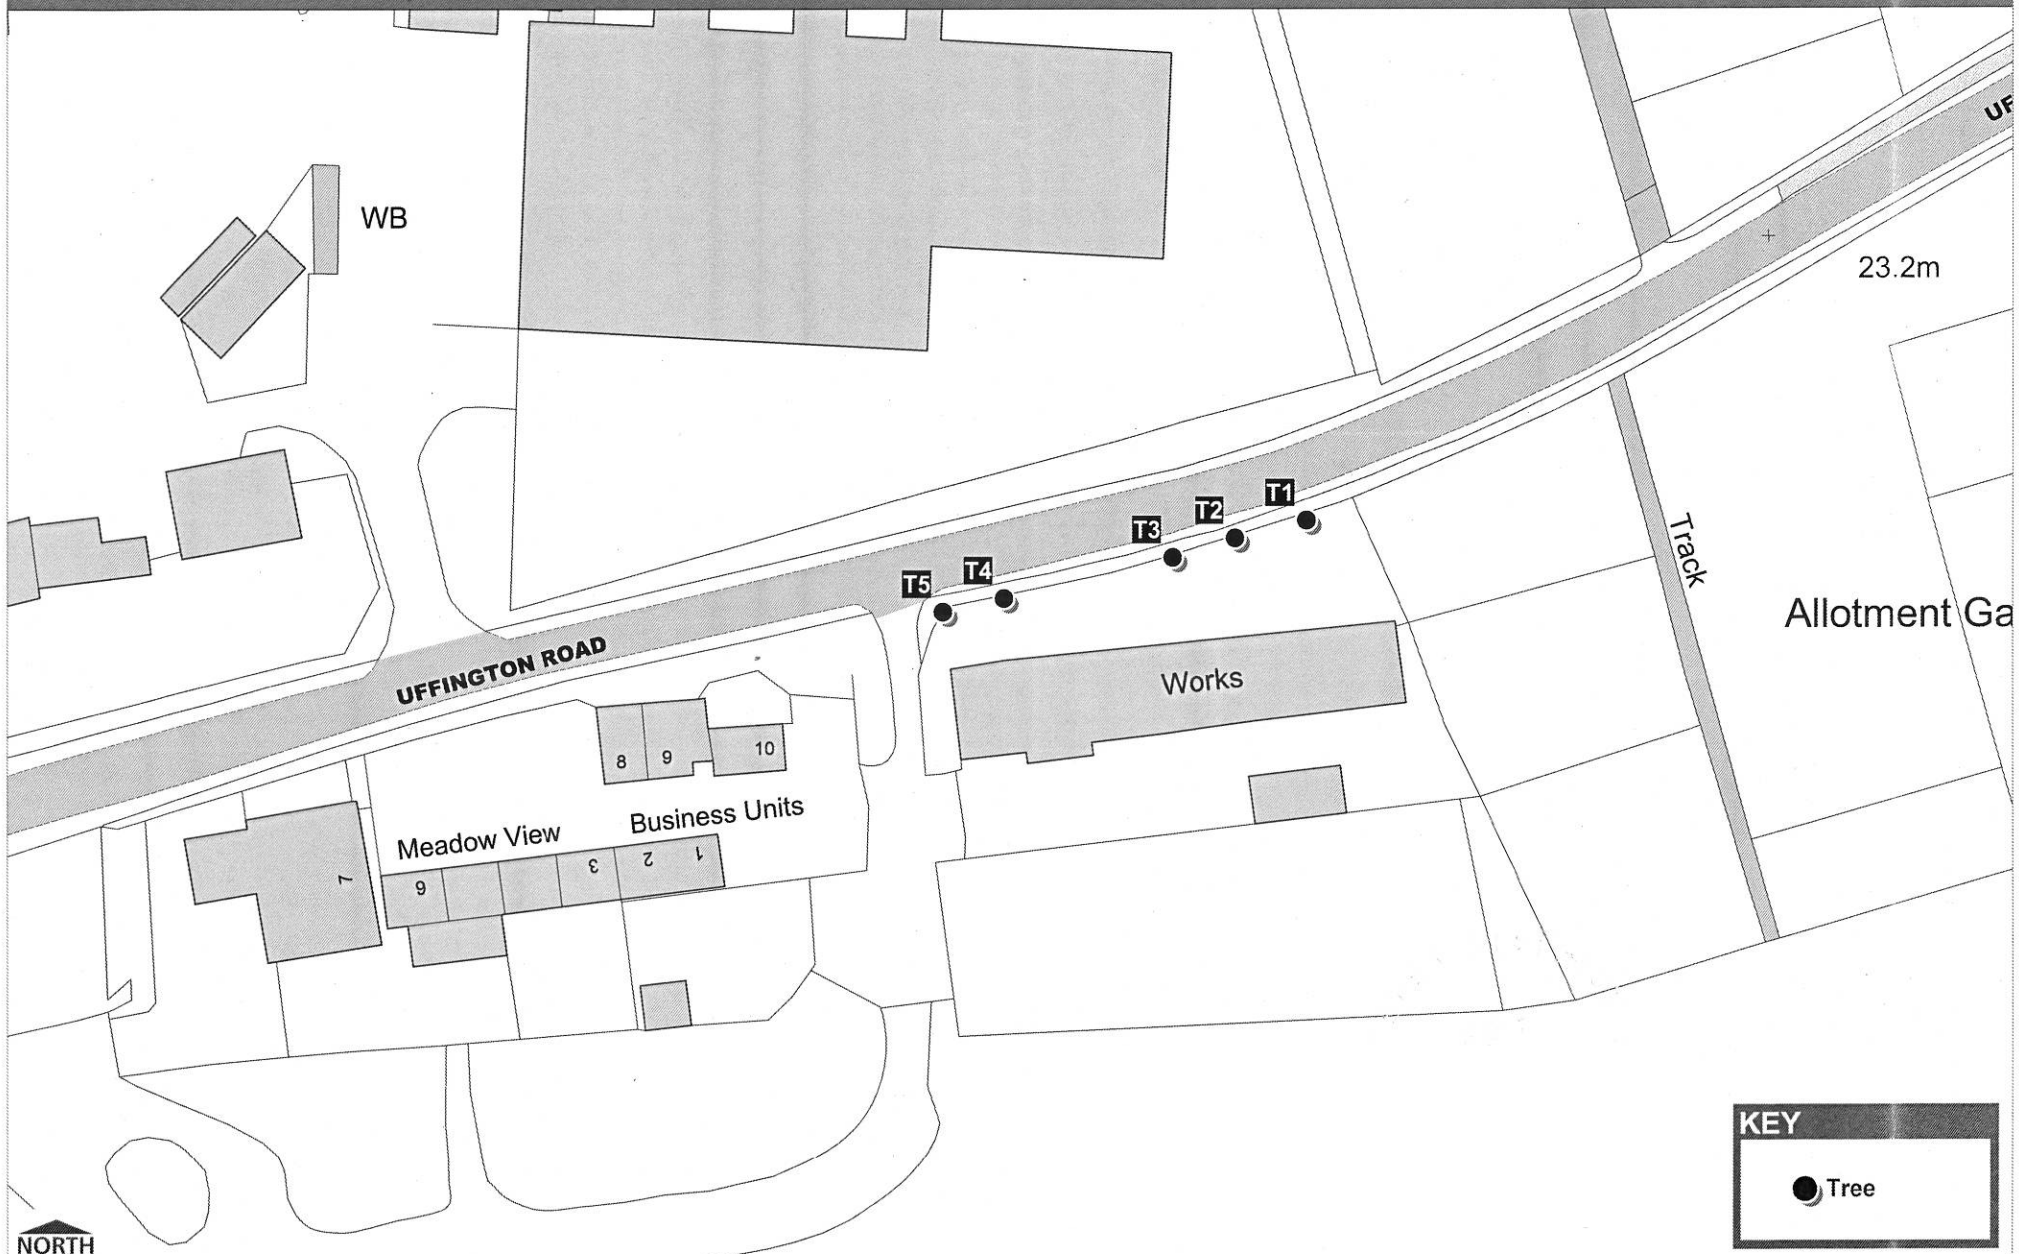 UF
WB
23.2m
T1
T2
T3
T4
T5
Track
Allotment Ga
UFFINGTON ROAD
Works
8
9
10
Business Units
Meadow View
1
2
3
6
7
KEY
Tree
NORTH